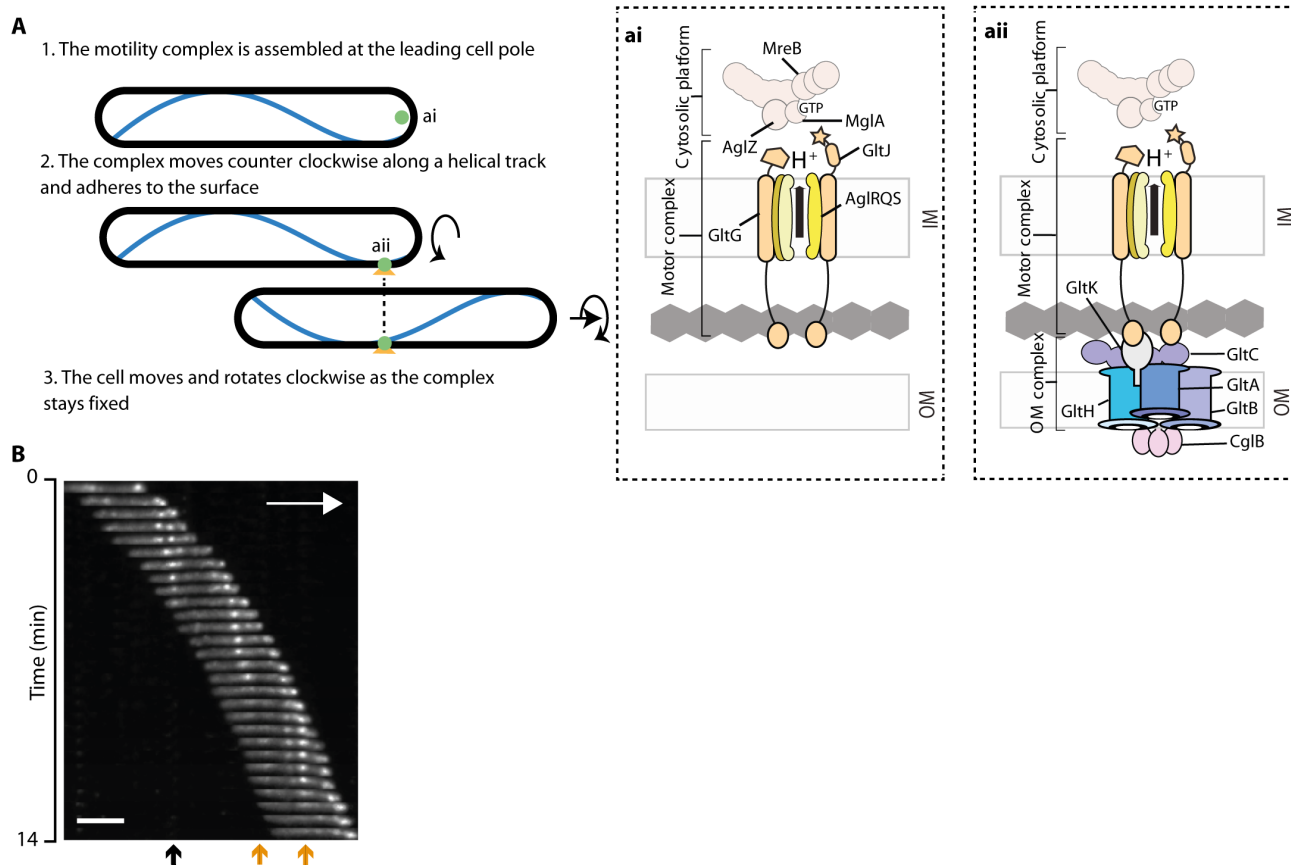 A
1. The motility complex is assembled at the leading cell pole
ai
2. The complex moves counter clockwise along a helical track
and adheres to the surface
aii
3. The cell moves and rotates clockwise as the complex
stays fixed
ai
Cytosolic platform
MreB
GTP
MglA
AglZ
H+
GltJ
Motor complex
AglRQS
GltG
IM
OM
aii
Cytosolic platform
GTP
H+
Motor complex
IM
GltK
OM complex
GltC
GltA
GltH
GltB
OM
CglB
B
0
Time (min)
14